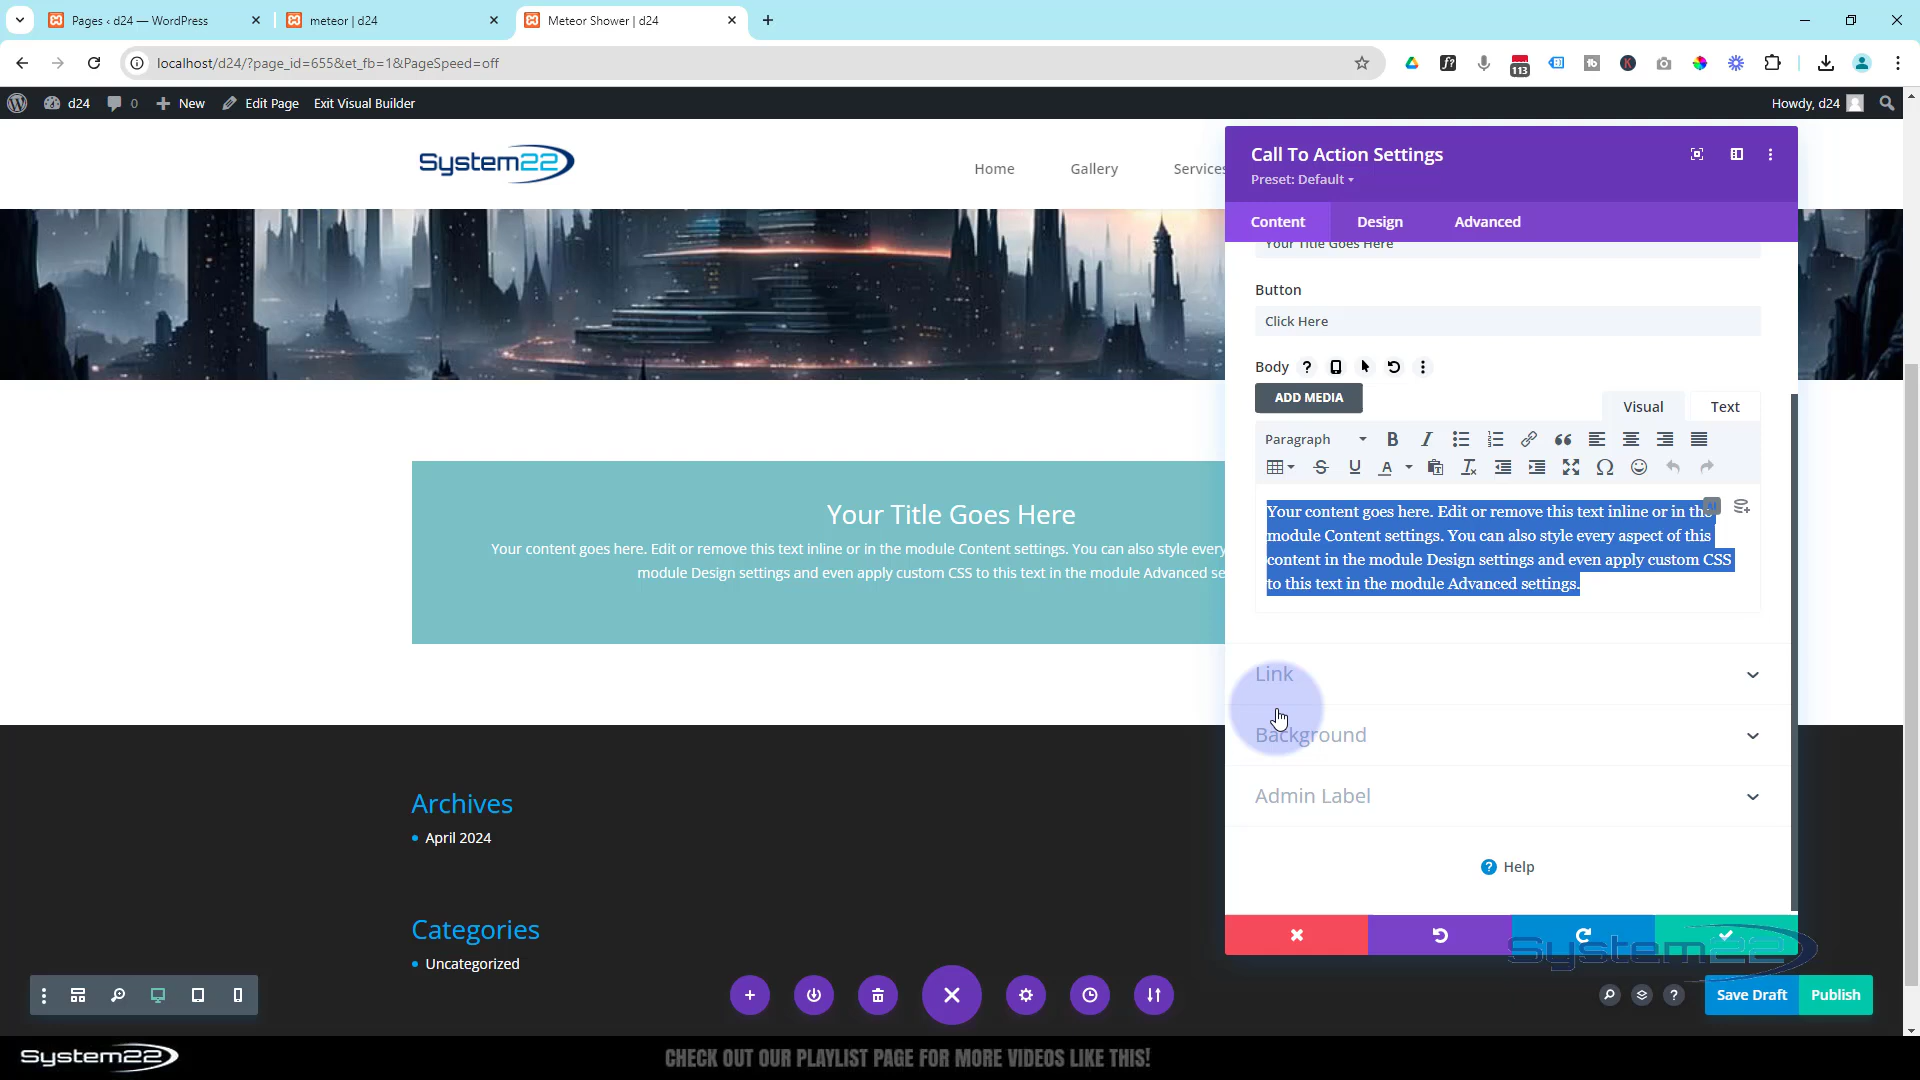 Pages ‹ d24 — WordPress
meteor | d24
Meteor Shower | d24
localhost/d24/?page_id=655&et_fb=1&PageSpeed=off
113
d24
0
New
Edit Page
Exit Visual Builder
Howdy, d24
System22
Home
Gallery
Services
Call To Action Settings
Preset: Default
Content
Design
Advanced
Your Title Goes Here
Button
Click Here
Body
ADD MEDIA
Visual
Text
Paragraph
Your content goes here. Edit or remove this text inline or in the
module Content settings. You can also style every aspect of this
content in the module Design settings and even apply custom CSS
to this text in the module Advanced settings.
Your Title Goes Here
Your content goes here. Edit or remove this text inline or in the module Content settings. You can also style every
module Design settings and even apply custom CSS to this text in the module Advanced se
Link
Background
Admin Label
Help
Archives
April 2024
Categories
Uncategorized
System22
Save Draft
Publish
System22
CHECK OUT OUR PLAYLIST PAGE FOR MORE VIDEOS LIKE THIS!